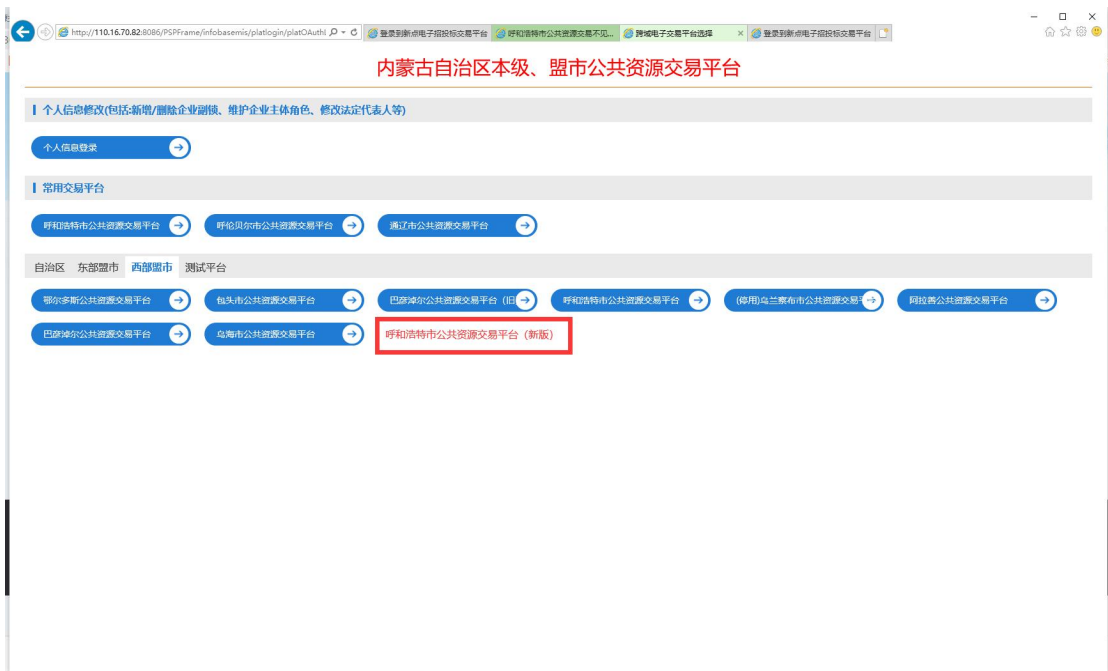 http://110.16.70.82:8086/PSPFrame/infobasemis/platlogin/platOAuthl
登录到新点电子招投标交易平台
呼和浩特市公共资源交易不见...
跨域电子交易平台选择
登录到新点电子招投标交易平台
内蒙古自治区本级、盟市公共资源交易平台
个人信息修改(包括:新增/删除企业副锁、维护企业主体角色、修改法定代表人等)
个人信息登录
常用交易平台
呼和浩特市公共资源交易平台 呼伦贝尔市公共资源交易平台 通辽市公共资源交易平台
自治区 东部盟市 西部盟市 测试平台
鄂尔多斯公共资源交易平台 包头市公共资源交易平台 巴彦淖尔公共资源交易平台（旧 呼和浩特市公共资源交易平台 (停用)乌兰察布市公共资源交易 阿拉善公共资源交易平台
巴彦淖尔公共资源交易平台 乌海市公共资源交易平台 呼和浩特市公共资源交易平台（新版）